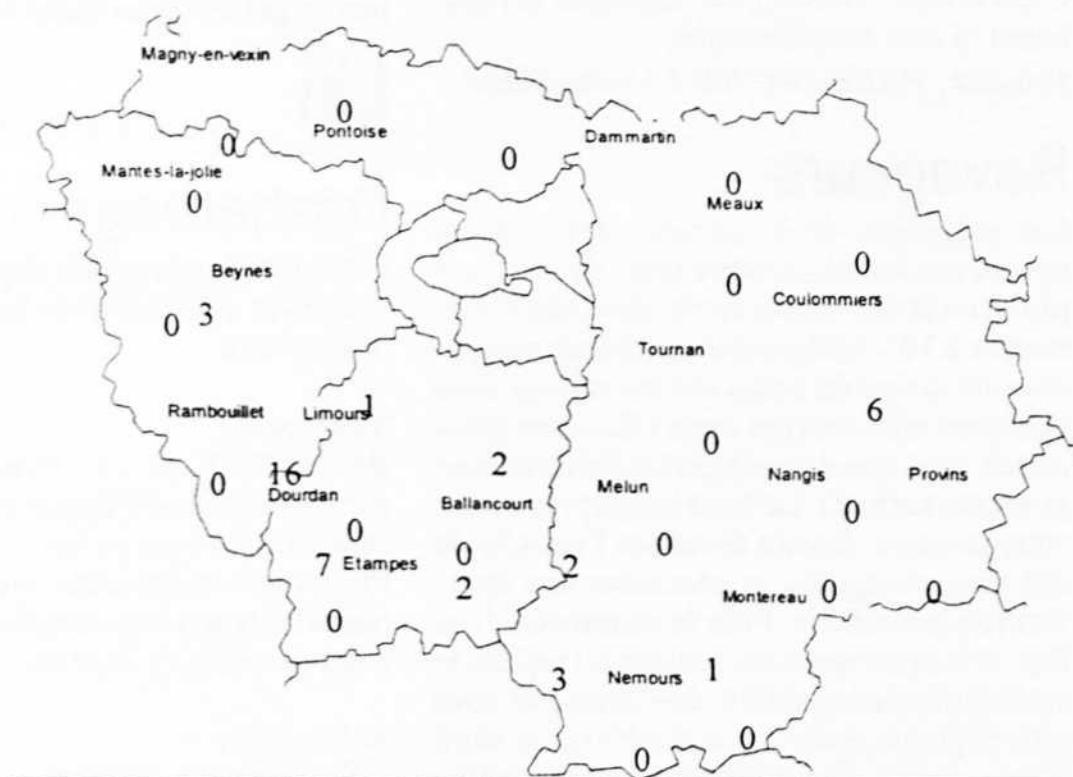 Magny-en-vexin
0
Pontoise
Dammartin
0
0
Mantes-la-jolie
0
0
Meaux
Beynes
0
0
Coulommiers
0 3
Tournan
Rambouillet Limours 1
6
0
0
16
2
Dourdan
Ballancourt
Melun
Nangis
Provins
0
0
7 Etampes
0
0
2
2
Montereau
0
0
0
3
Nemours
1
0
0